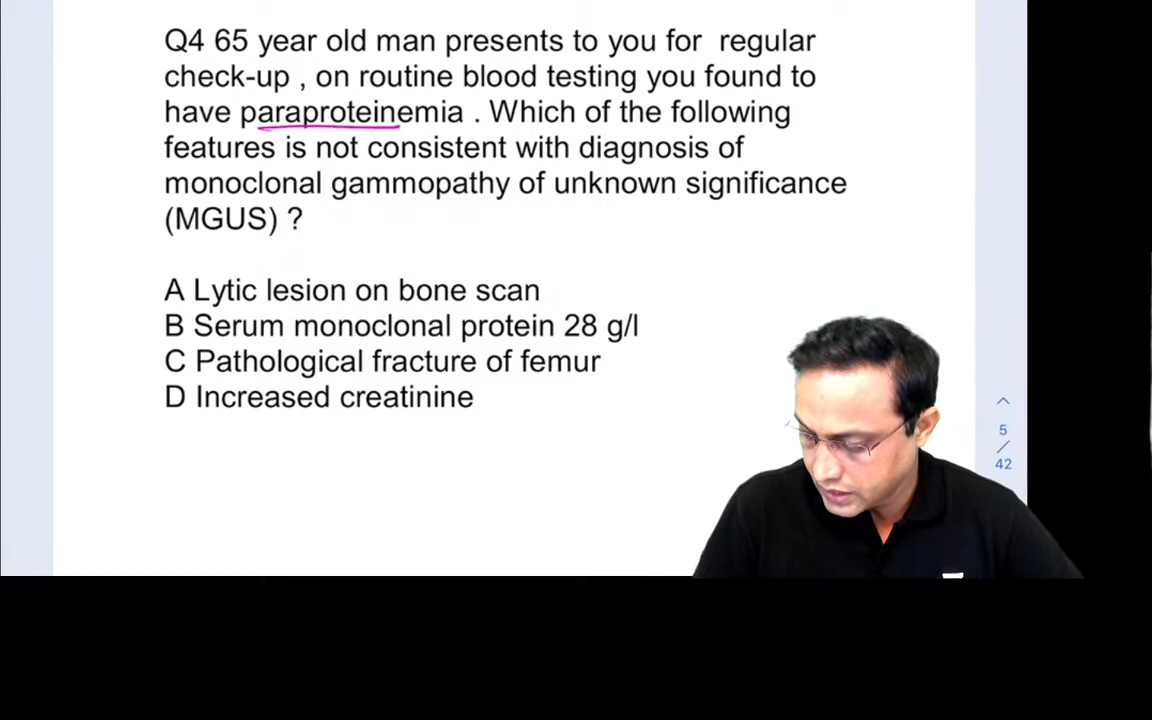 Q4 65 year old man presents to you for regular
check-up , on routine blood testing you found to
have paraproteinemia . Which of the following
features is not consistent with diagnosis of
monoclonal gammopathy of unknown significance
(MGUS) ?
A Lytic lesion on bone scan
B Serum monoclonal protein 28 g/l
C Pathological fracture of femur
D Increased creatinine
5
/
42